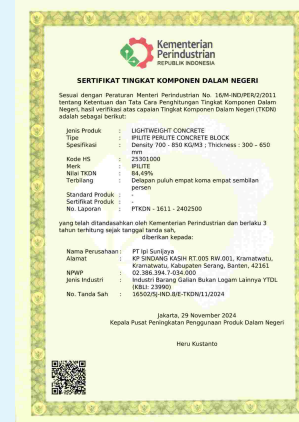 Kementerian
Perindustrian
REPUBLIK INDONESIA
SERTIFIKAT TINGKAT KOMPONEN DALAM NEGERI
Sesuai dengan Peraturan Menteri Perindustrian No. 16/M-IND/PER/2/2011
tentang Ketentuan dan Tata Cara Penghitungan Tingkat Komponen Dalam
Negeri, hasil verifikasi atas capaian Tingkat Komponen Dalam Negeri (TKDN)
adalah sebagai berikut:
Jenis Produk : LIGHTWEIGHT CONCRETE
Tipe : IPILITE PERLITE CONCRETE BLOCK
Spesifikasi : Density 700 - 850 KG/M3 ; Thickness : 300 – 650
mm
Kode HS : 25301000
Merk : IPILITE
Nilai TKDN : 84,49%
Terbilang : Delapan puluh empat koma empat sembilan
persen
Standard Produk : -
Sertifikat Produk : -
No. Laporan : PTKDN - 1611 - 2402500
yang telah ditandasahkan oleh Kementerian Perindustrian dan berlaku 3
tahun terhitung sejak tanggal tanda sah,
diberikan kepada:
Nama Perusahaan : PT Ipi Sunijaya
Alamat : KP SINDANG KASIH RT.005 RW.001, Kramatwatu,
Kramatwatu, Kabupaten Serang, Banten, 42161
NPWP : 02.386.394.7-034.000
Jenis Industri : Industri Barang Galian Bukan Logam Lainnya YTDL
(KBLI: 23990)
No. Tanda Sah : 16502/SJ-IND.8/E-TKDN/11/2024
Jakarta, 29 November 2024
Kepala Pusat Peningkatan Penggunaan Produk Dalam Negeri
Heru Kustanto